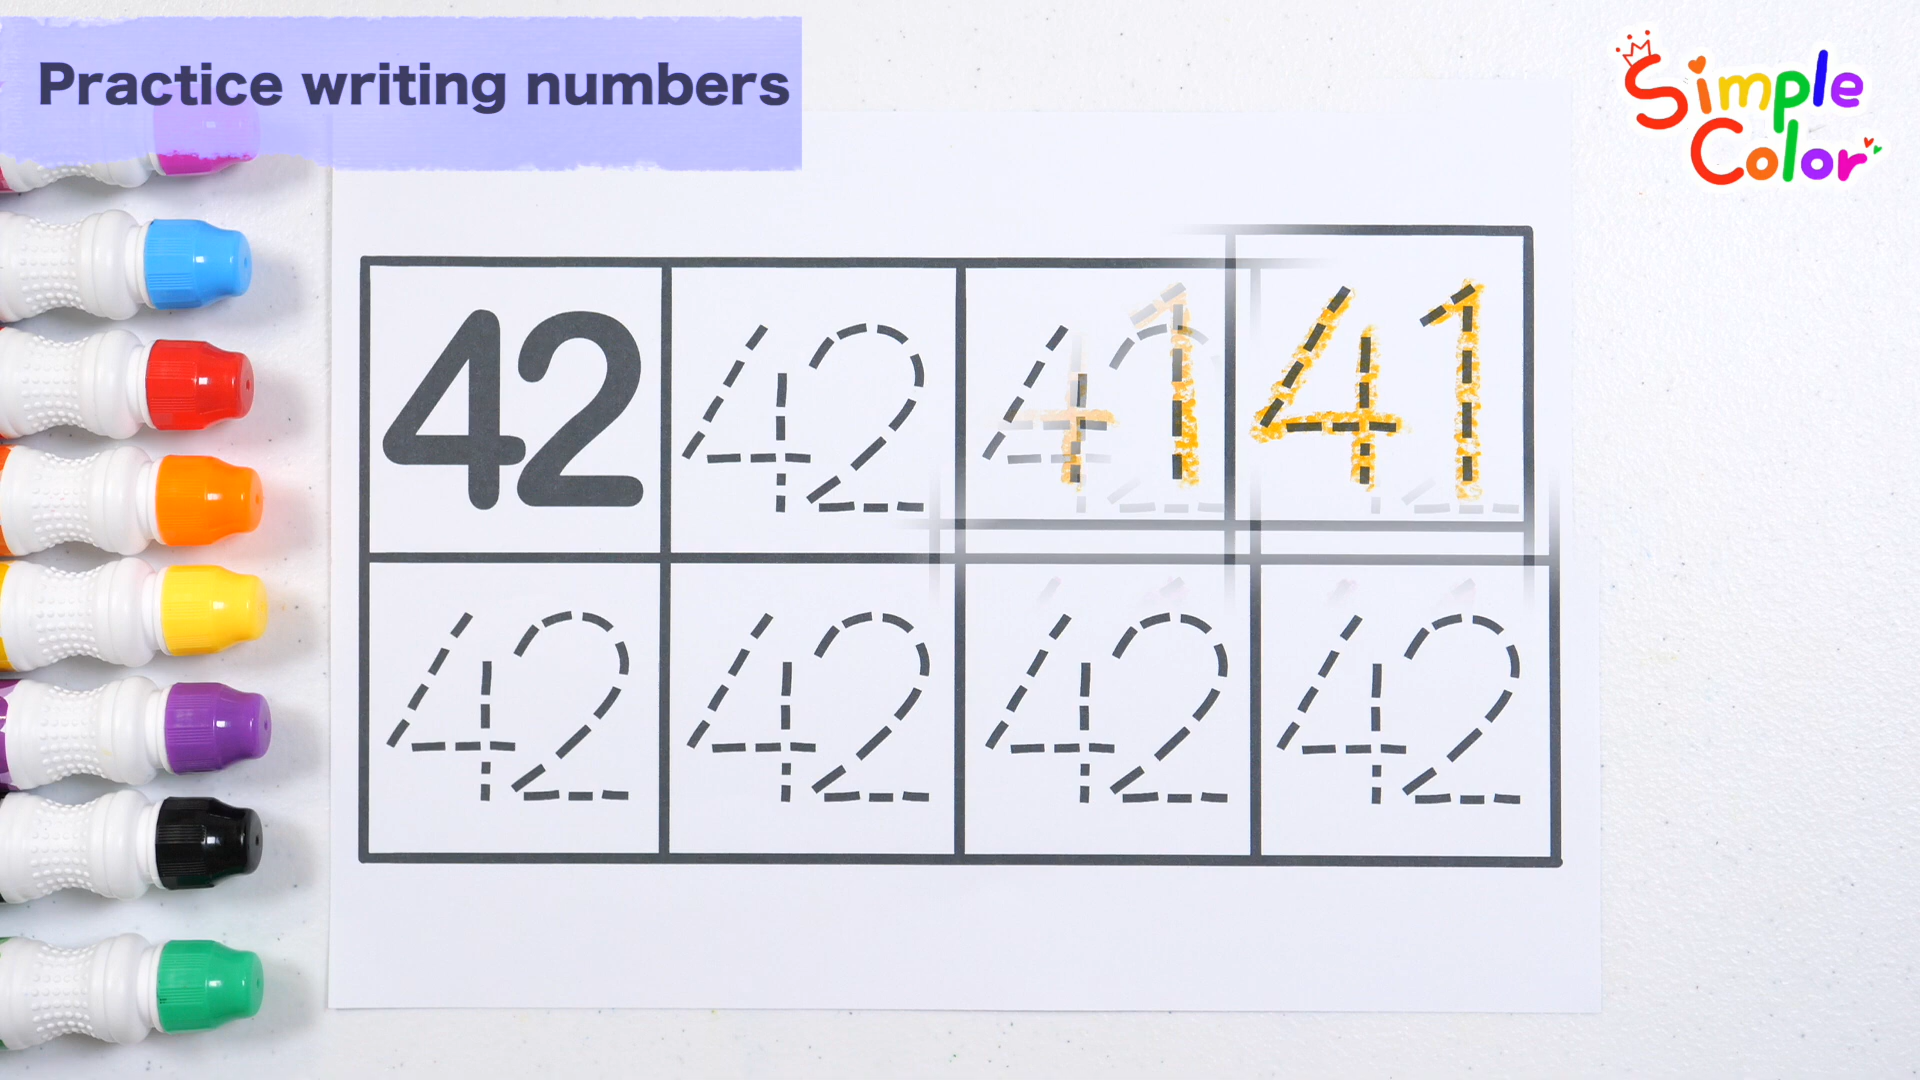 Practice writing numbers
Simple
Color
42 42 41 41
42 42 42 42